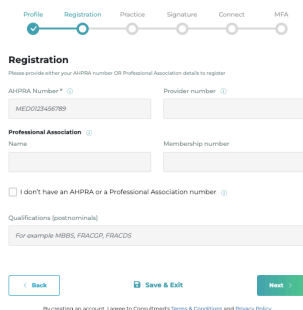 Profile Registration Practice Signature Connect MFA
Registration
Please provide either your AHPRA number OR Professional Association details to register
AHPRA Number * Provider number
MED0123456789
Professional Association
Name Membership number
I don't have an AHPRA or a Professional Association number
Qualifications (postnominals)
For example MBBS, FRACGP, FRACDS
< Back Save & Exit Next >
By creating an account, I agree to Consultmed's Terms & Conditions and Privacy Policy